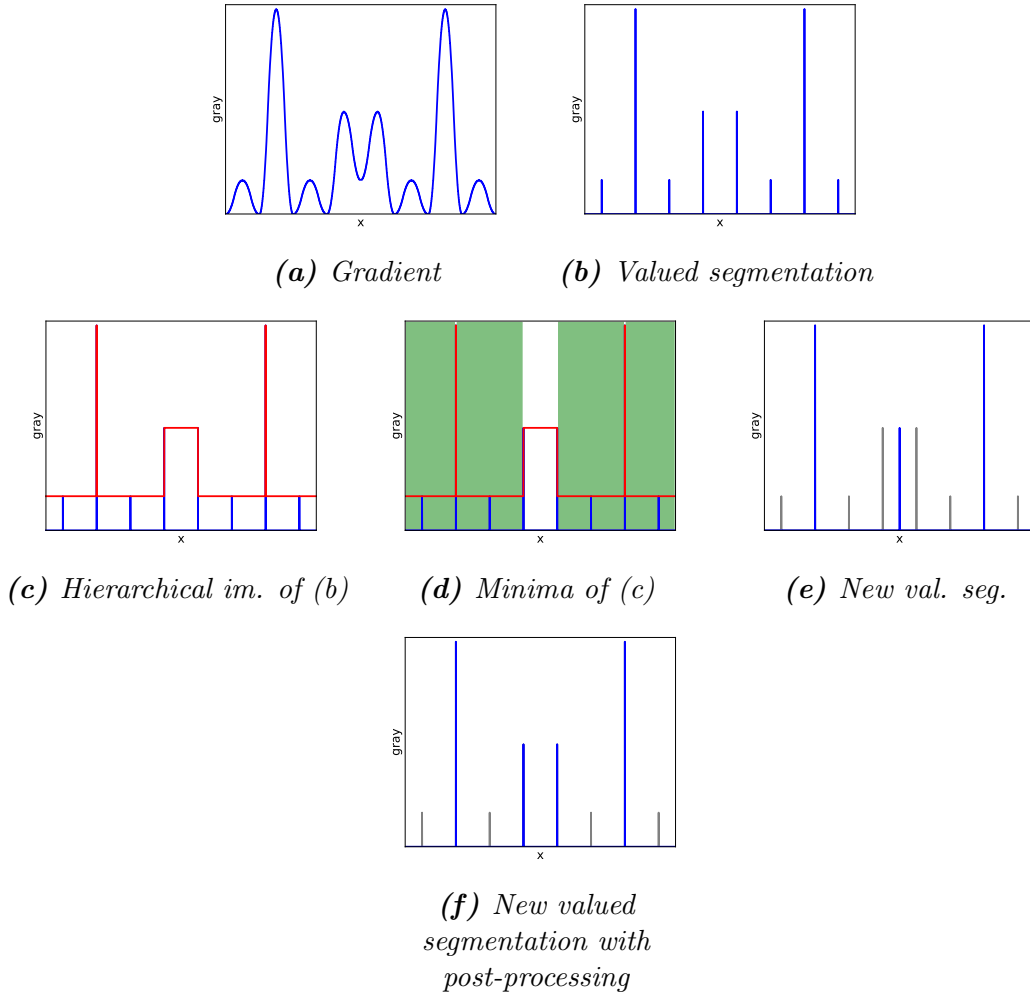 gray
x
gray
x
(a) Gradient
(b) Valued segmentation
gray
x
gray
x
gray
x
(c) Hierarchical im. of (b)
(d) Minima of (c)
(e) New val. seg.
gray
x
(f) New valued
segmentation with
post-processing